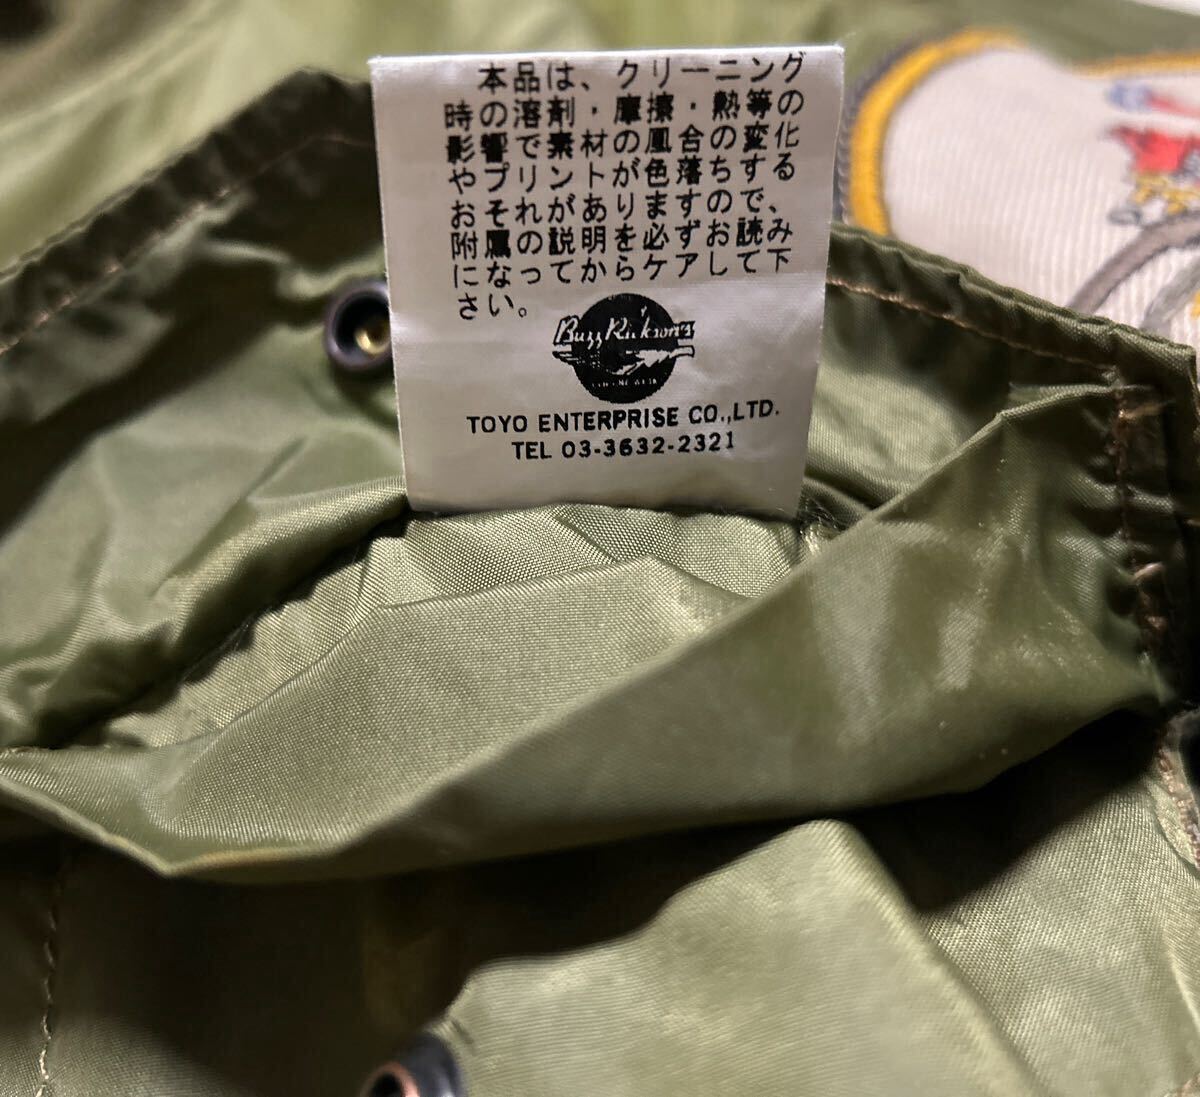 本品は、クリーニング
時の溶剤・摩擦・熱等の
影響で素材の風合の変化
やプリントが色落ちする
おそれがありますので、
附属の説明を必ずお読み
になってからケアして下
さい。
Buzz Rickson's
TOYO ENTERPRISE CO.,LTD.
TEL 03-3632-2321